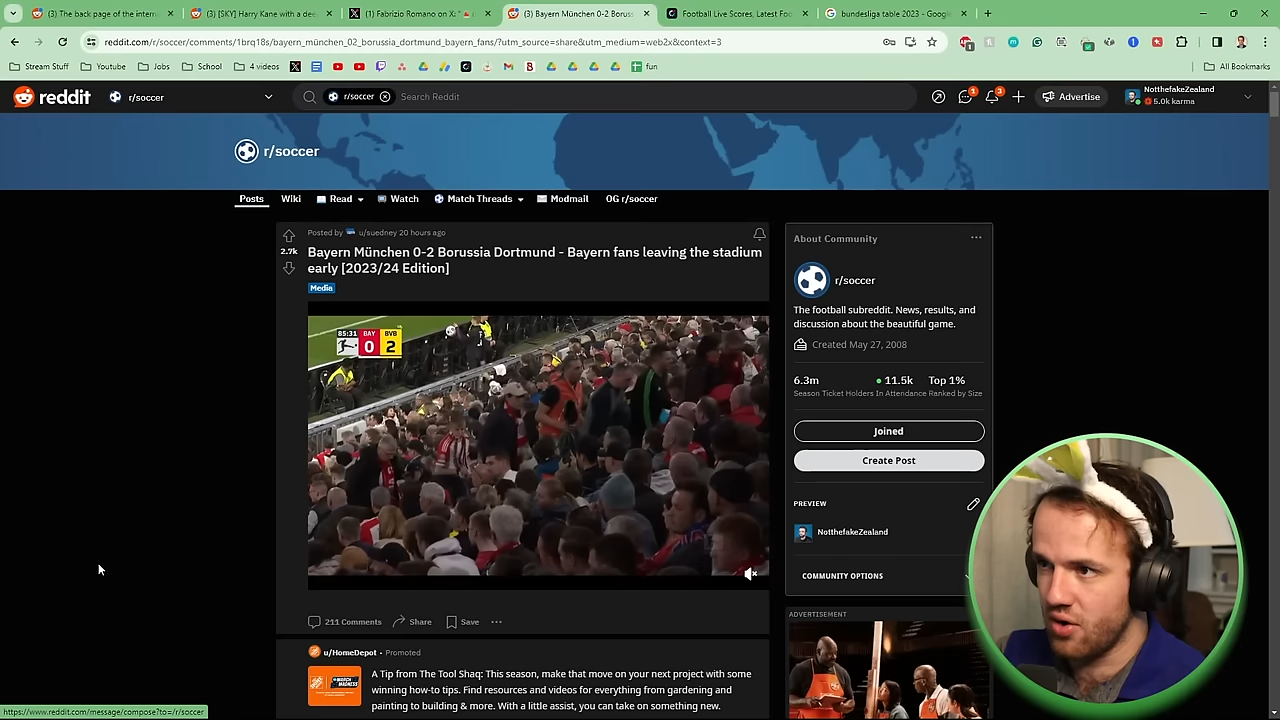 (3) The back page of the intern
(3) [SKY] Harry Kane with a dee
(1) Fabrizio Romano on X: "
(3) Bayern München 0-2 Boruss
Football Live Scores, Latest Foo
bundesliga table 2023 - Google
reddit.com/r/soccer/comments/1brq18s/bayern_münchen_02_borussia_dortmund_bayern_fans/?utm_source=share&utm_medium=web2x&context=3
Stream Stuff
Youtube
Jobs
School
4 videos
fun
All Bookmarks
reddit
r/soccer
r/soccer
Search Reddit
1
3
Advertise
NotthefakeZealand
5.0k karma
r/soccer
Posts
Wiki
Read
Watch
Match Threads
Modmail
OG r/soccer
2.7k
Posted by u/suedney 20 hours ago
Bayern München 0-2 Borussia Dortmund - Bayern fans leaving the stadium
early [2023/24 Edition]
Media
85:31 BAY BVB
0 2
211 Comments
Share
Save
u/HomeDepot • Promoted
A Tip from The Tool Shaq: This season, make that move on your next project with some
winning how-to tips. Find resources and videos for everything from gardening and
painting to building & more. With a little assist, you can take on something new.
About Community
r/soccer
The football subreddit. News, results, and
discussion about the beautiful game.
Created May 27, 2008
6.3m 11.5k Top 1%
Season Ticket Holders In Attendance Ranked by Size
Joined
Create Post
PREVIEW
NotthefakeZealand
COMMUNITY OPTIONS
ADVERTISEMENT
https://www.reddit.com/message/compose?to=/r/soccer